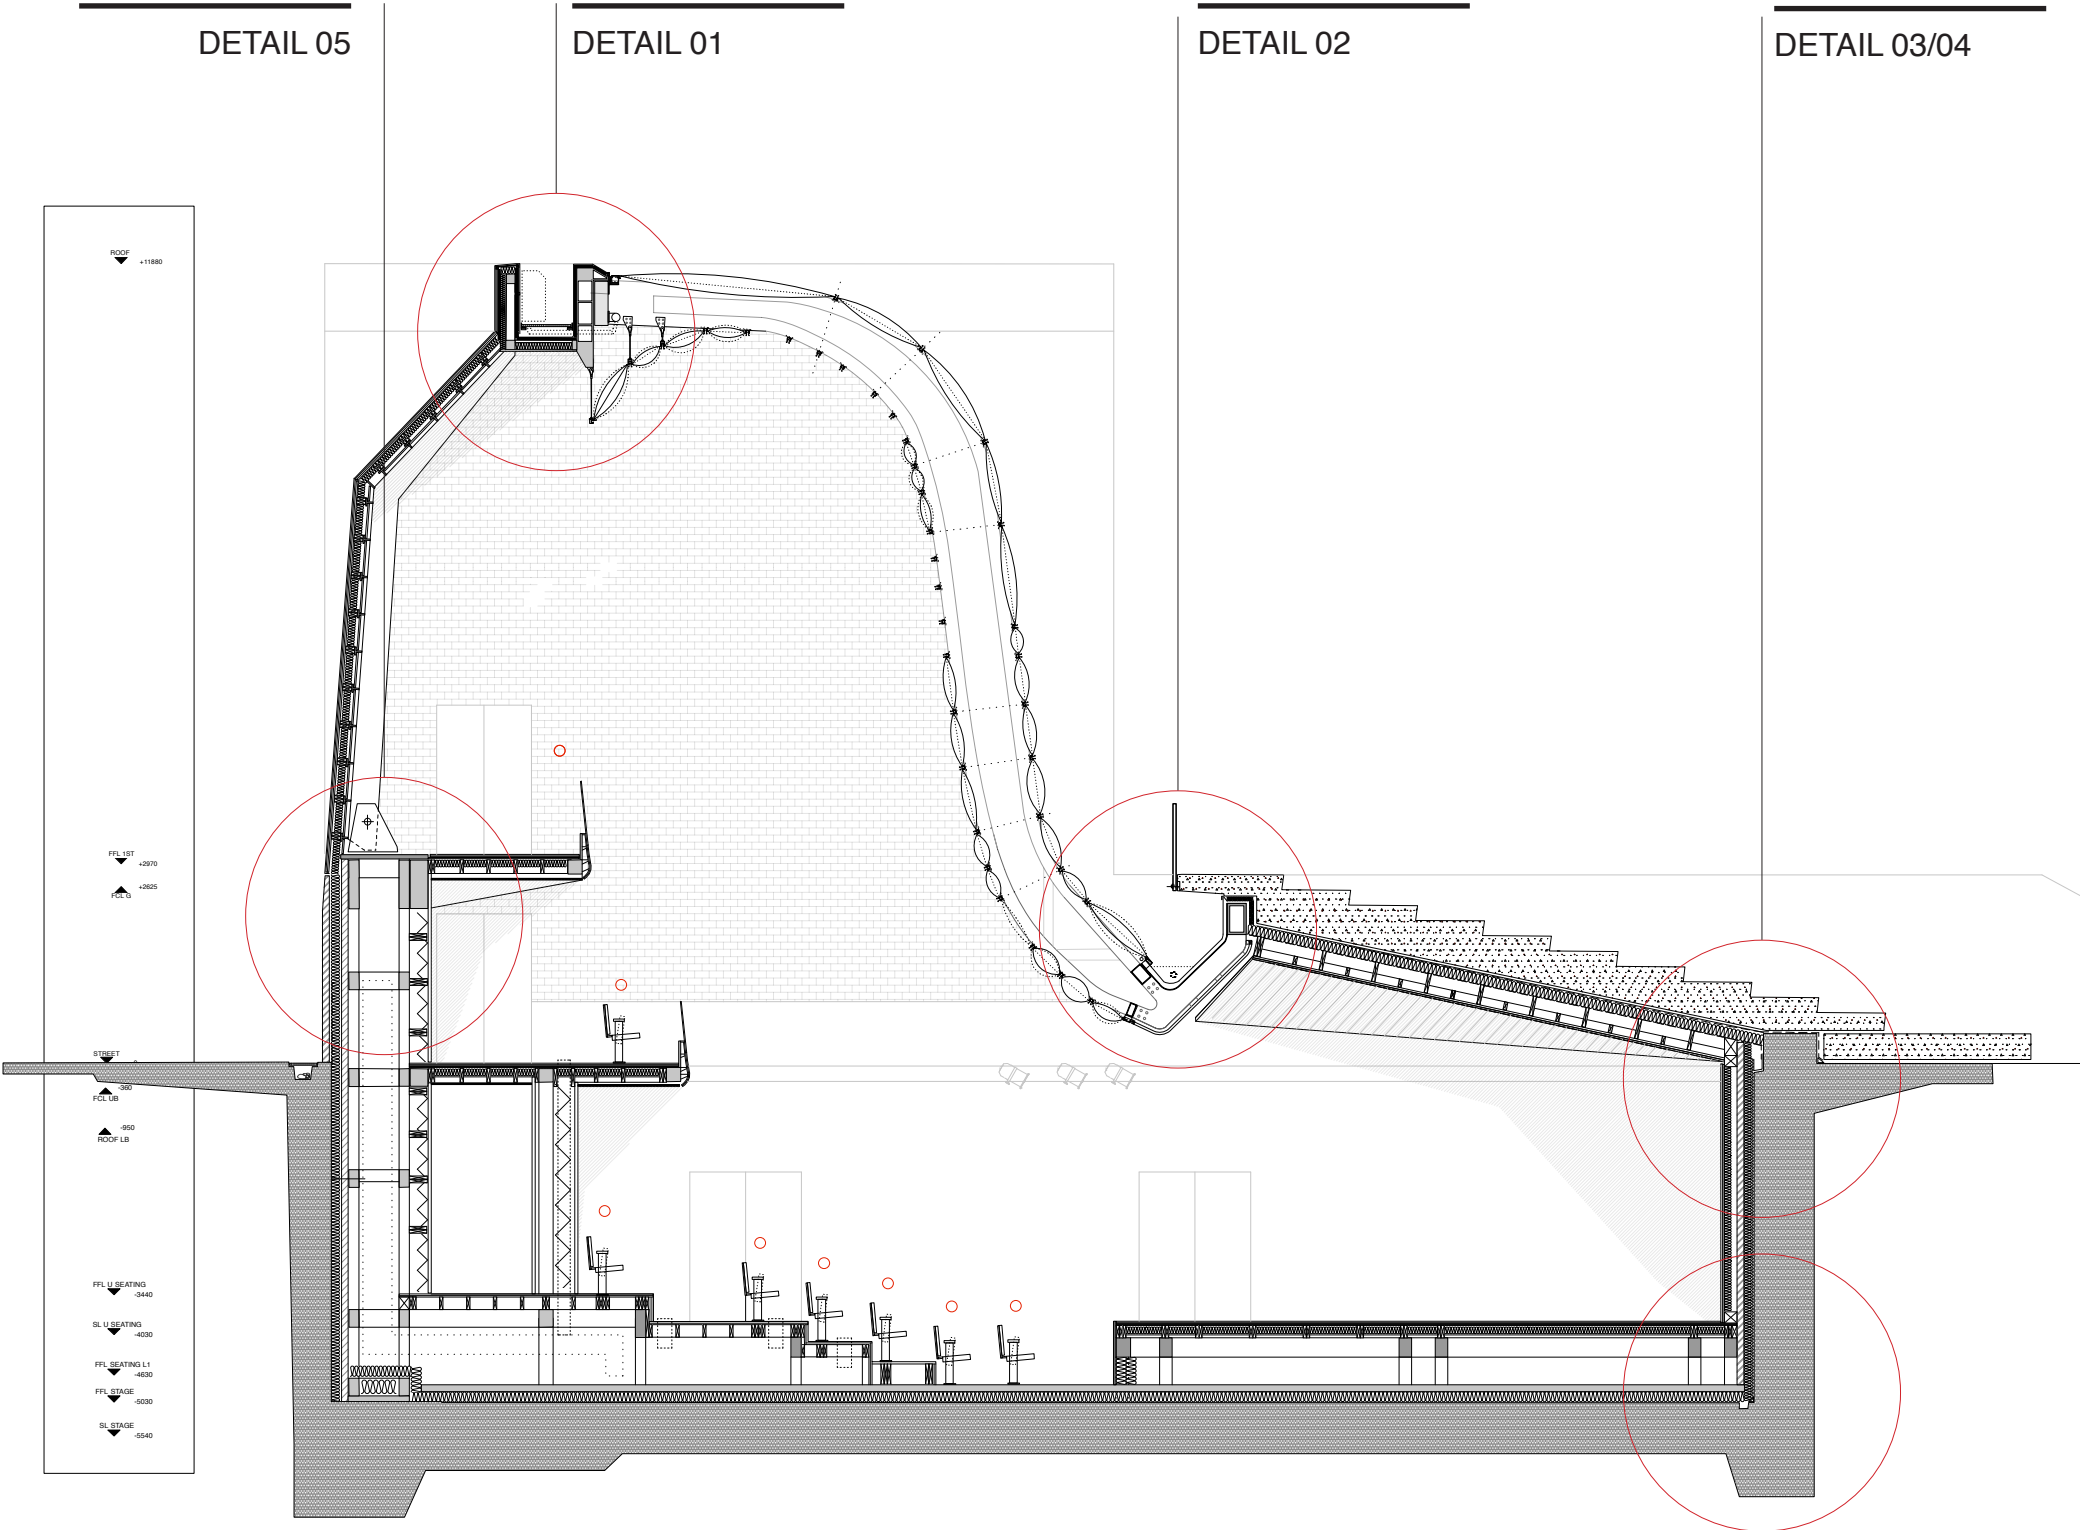 DETAIL 05
DETAIL 01
DETAIL 02
DETAIL 03/04
ROOF
+11880
FFL 1ST
+2970
+2625
FCL G
STREET
0
-360
FCL UB
-950
ROOF LB
FFL U SEATING
-3440
SL U SEATING
-4030
FFL SEATING L1
-4630
FFL STAGE
-5030
SL STAGE
-5540